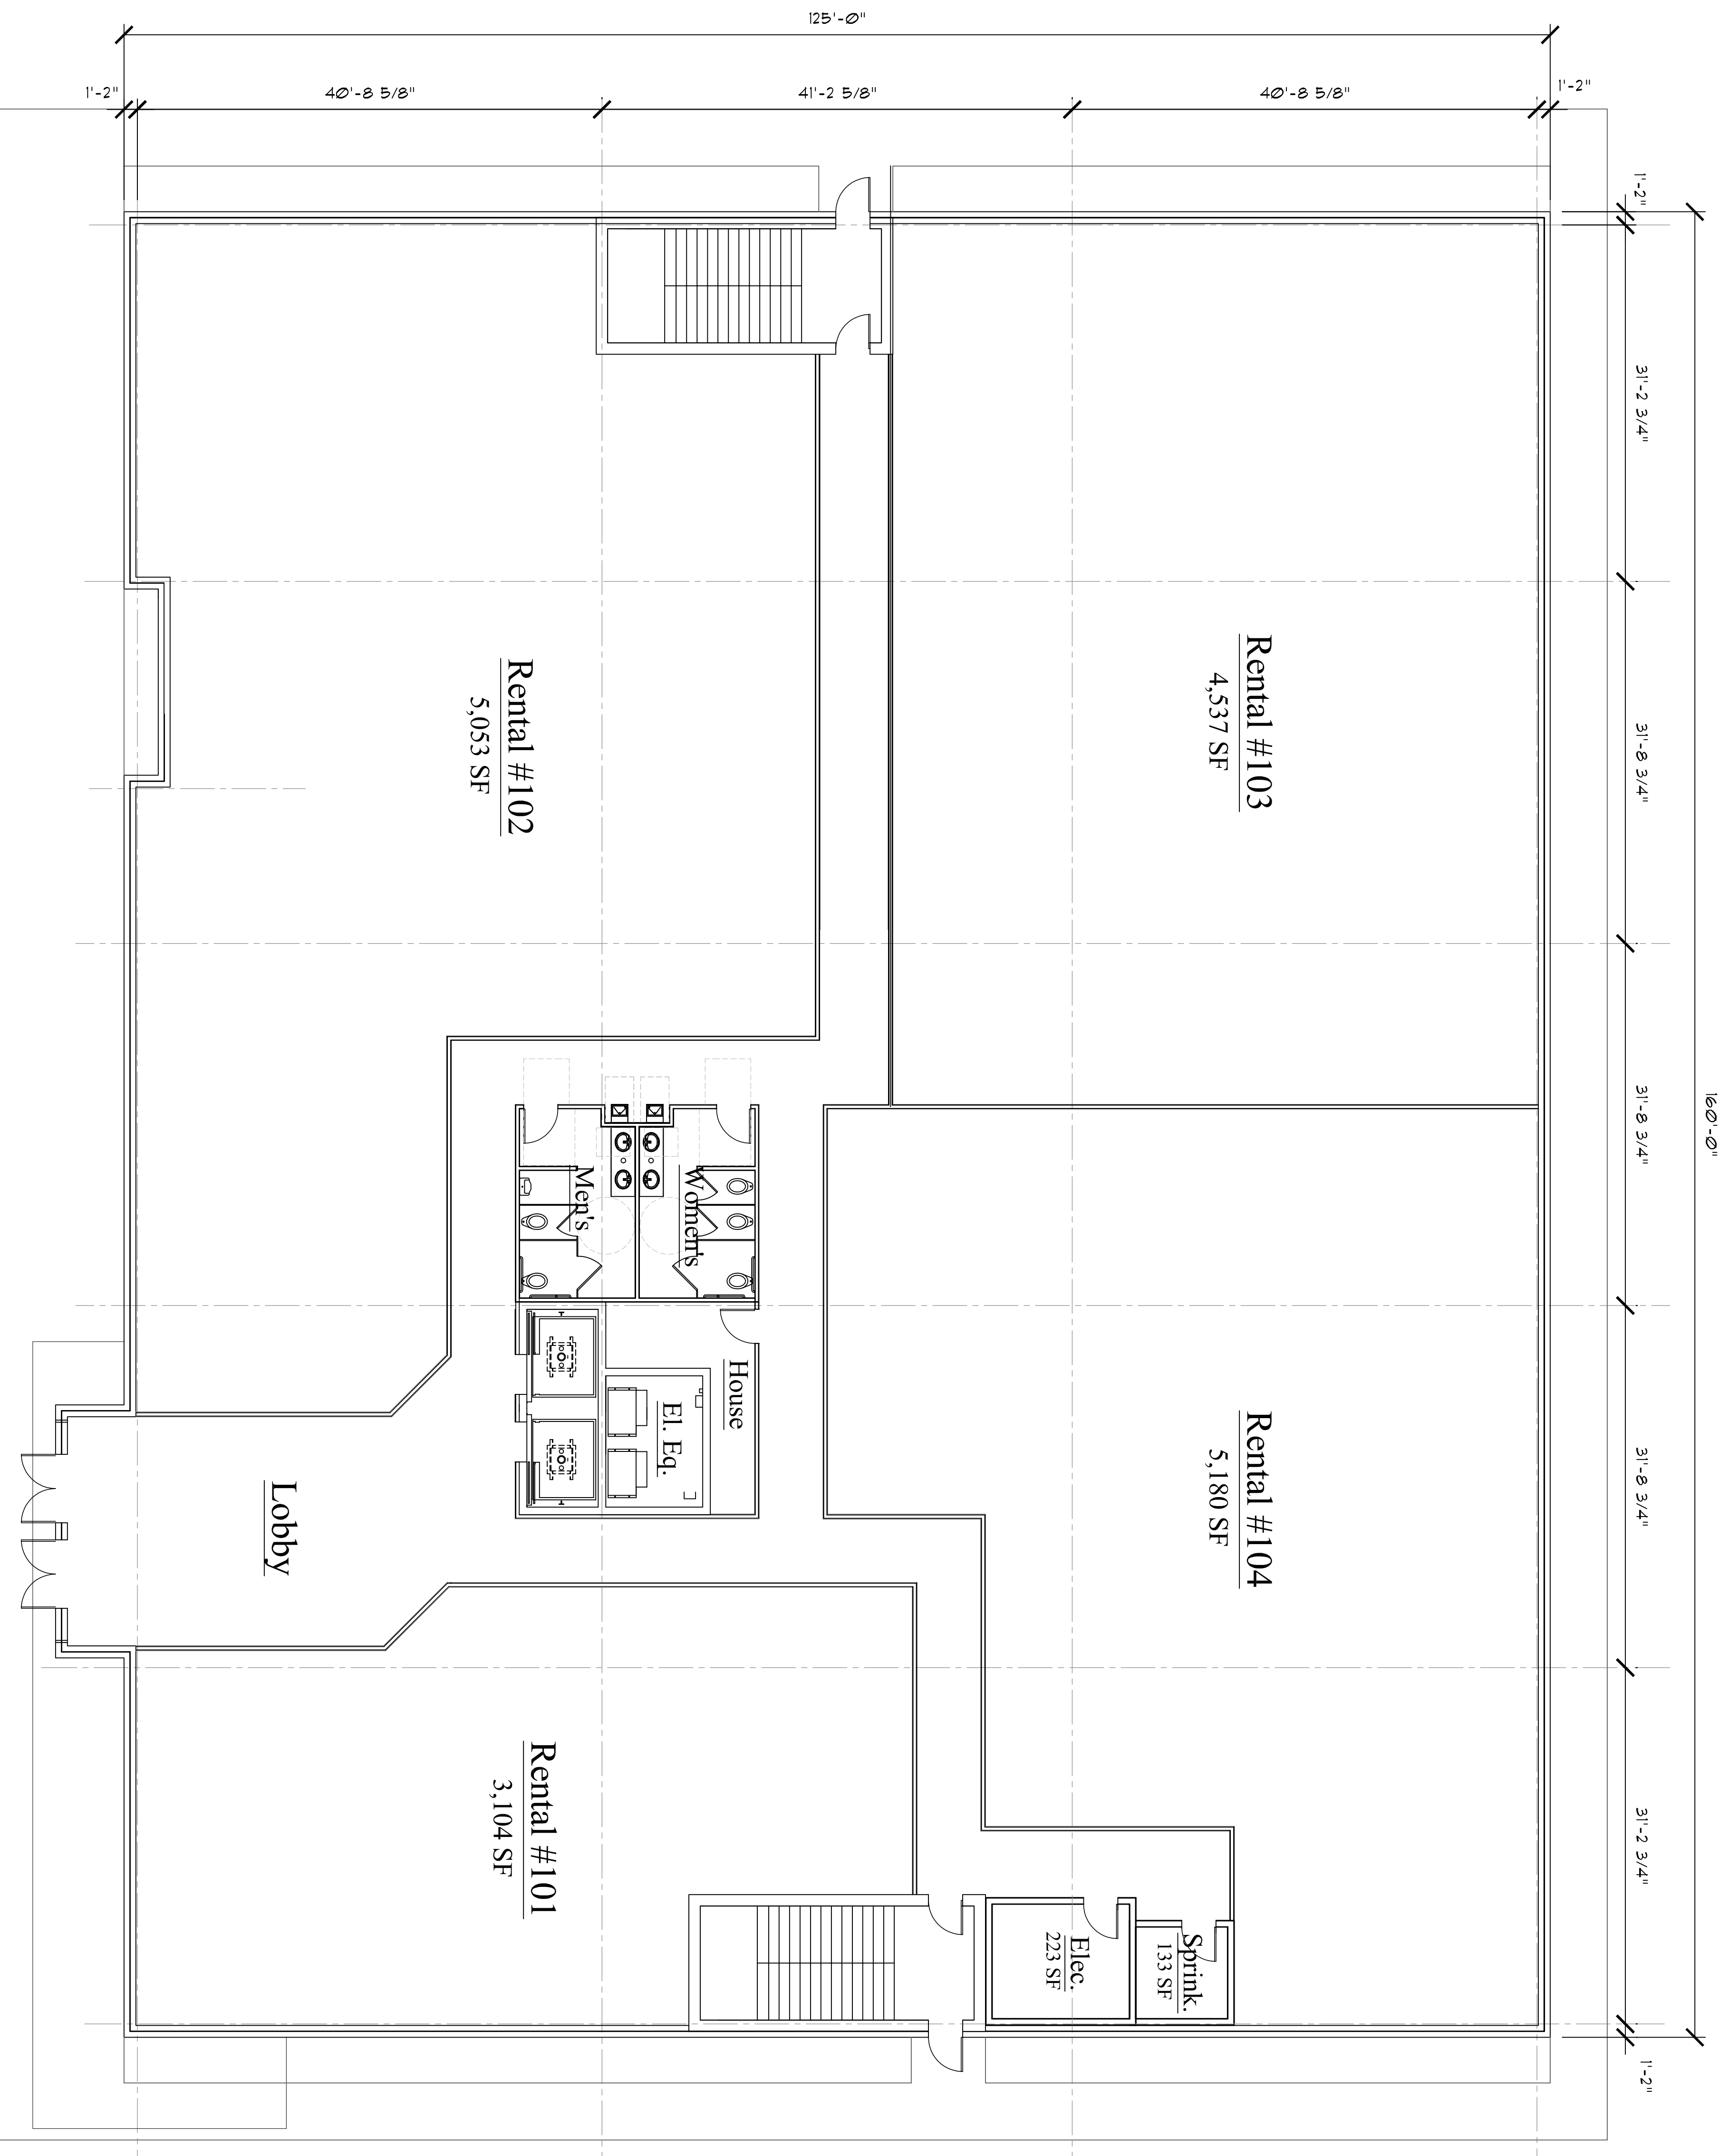 125'-0"
1'-2"
40'-8 5/8"
41'-2 5/8"
40'-8 5/8"
1'-2"
1'-2"
31'-2 3/4"
31'-8 3/4"
31'-8 3/4"
31'-8 3/4"
31'-2 3/4"
1'-2"
160'-0"
Rental #103
4,537 SF
Rental #102
5,053 SF
Rental #104
5,180 SF
Rental #101
3,104 SF
Women's
Men's
House
El. Eq.
Lobby
Sprink.
133 SF
Elec.
223 SF